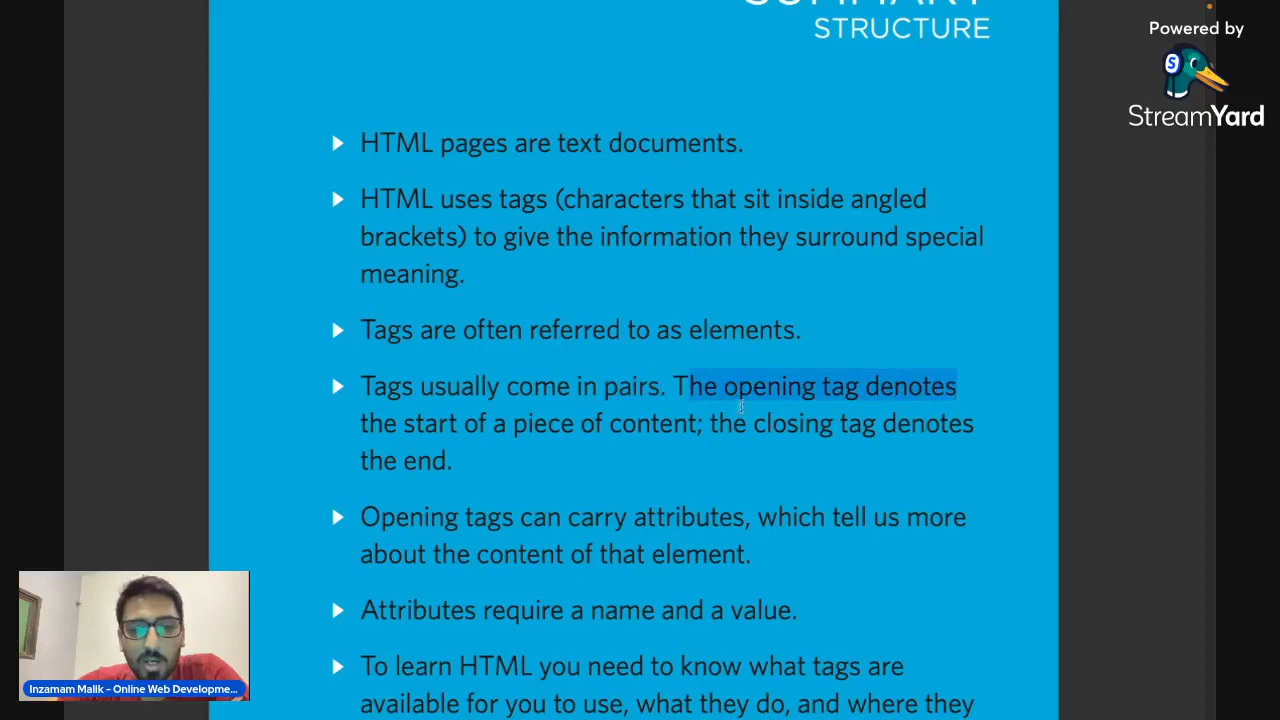 SUMMARY
STRUCTURE
Powered by
StreamYard
HTML pages are text documents.
HTML uses tags (characters that sit inside angled
brackets) to give the information they surround special
meaning.
Tags are often referred to as elements.
Tags usually come in pairs. The opening tag denotes
the start of a piece of content; the closing tag denotes
the end.
Opening tags can carry attributes, which tell us more
about the content of that element.
Attributes require a name and a value.
To learn HTML you need to know what tags are
available for you to use, what they do, and where they
Inzamam Malik - Online Web Developme...